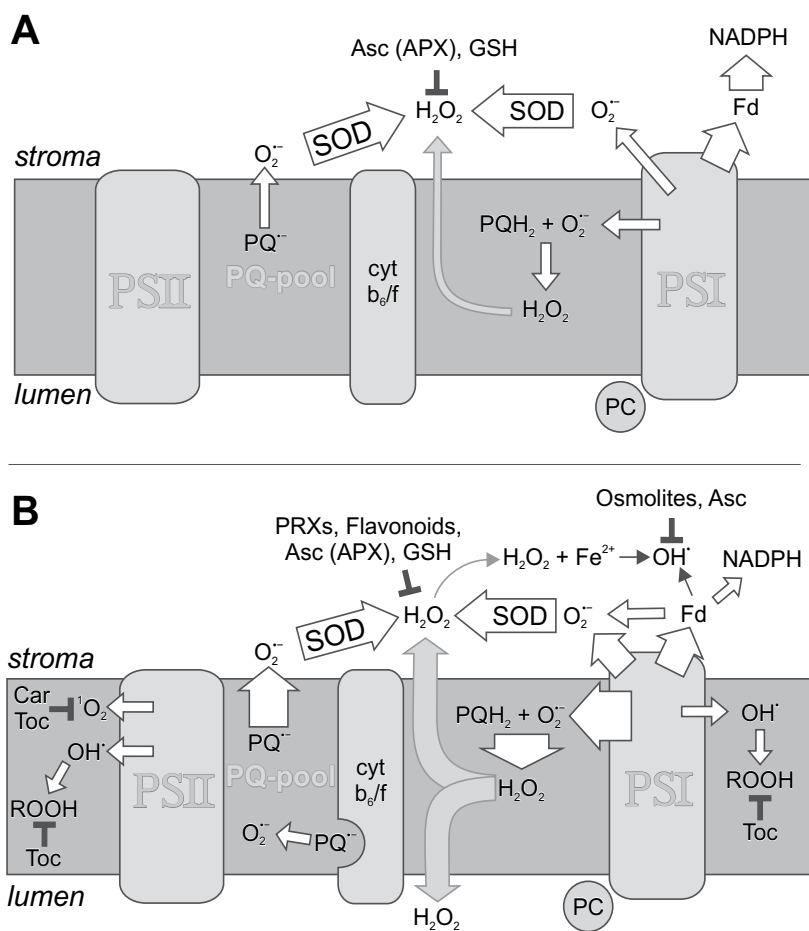 A
NADPH
Asc (APX), GSH
H₂O₂
SOD
SOD
O₂·−
Fd
stroma
O₂·−
PQ·−
PQH₂ + O₂·−
PSII
PQ-pool
cyt
b₆/f
H₂O₂
PSI
lumen
PC
B
Osmolites, Asc
PRXs, Flavonoids,
Asc (APX), GSH
H₂O₂ + Fe²⁺
OH·
NADPH
H₂O₂
SOD
SOD
O₂·−
Fd
stroma
O₂·−
Car
Toc
¹O₂
PQ·−
PQH₂ + O₂·−
OH·
OH·
PSII
PQ-pool
cyt
b₆/f
H₂O₂
PSI
ROOH
ROOH
Toc
O₂·−
PQ·−
Toc
lumen
H₂O₂
PC